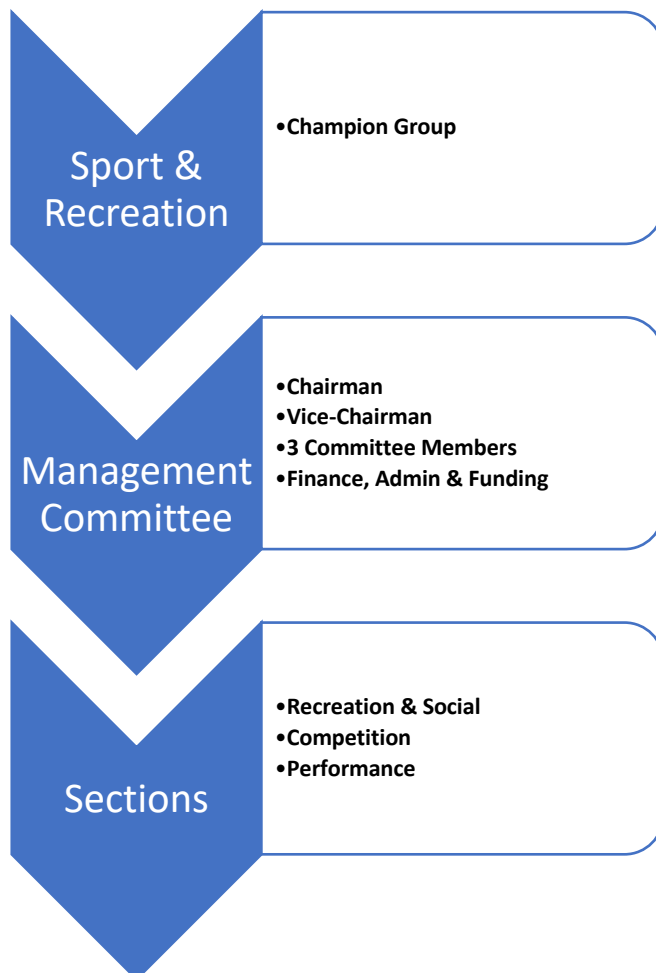 Sport &
Recreation
•Champion Group
Management
Committee
•Chairman
•Vice-Chairman
•3 Committee Members
•Finance, Admin & Funding
Sections
•Recreation & Social
•Competition
•Performance